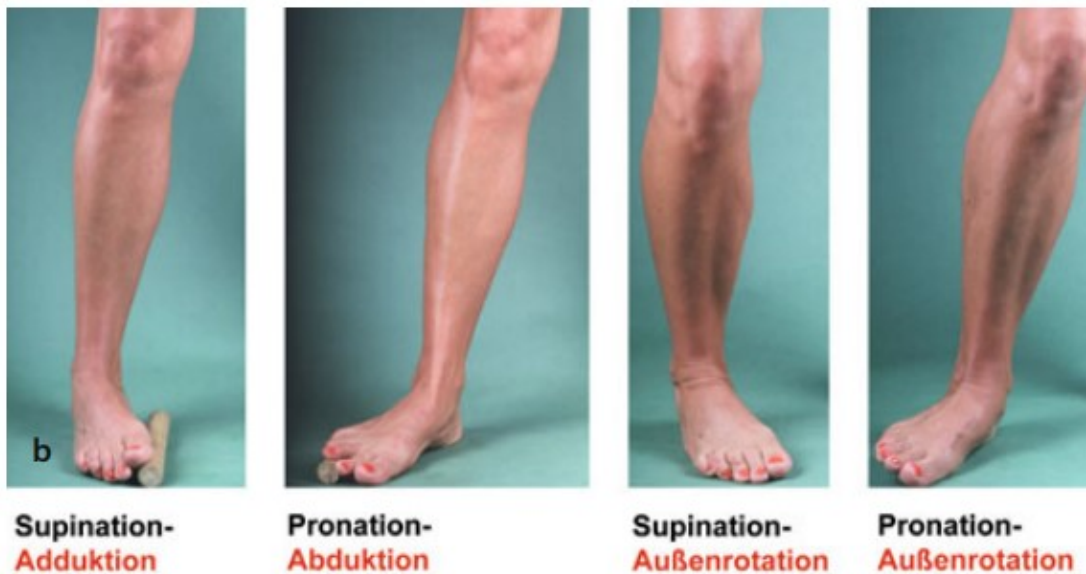 b
Supination-
Adduktion
Pronation-
Abduktion
Supination-
Außenrotation
Pronation-
Außenrotation